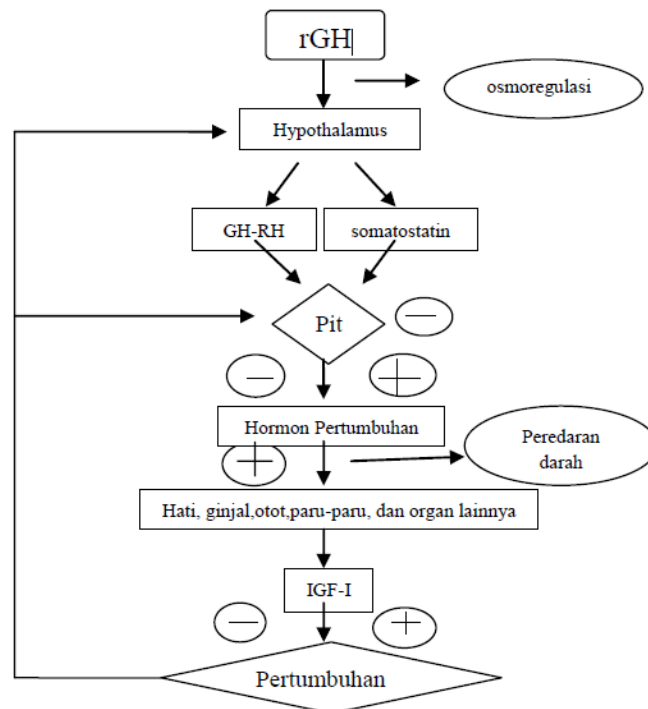 rGH
osmoregulasi
Hypothalamus
GH-RH
somatostatin
Pit
Hormon Pertumbuhan
Peredaran
darah
Hati, ginjal,otot,paru-paru, dan organ lainnya
IGF-I
Pertumbuhan